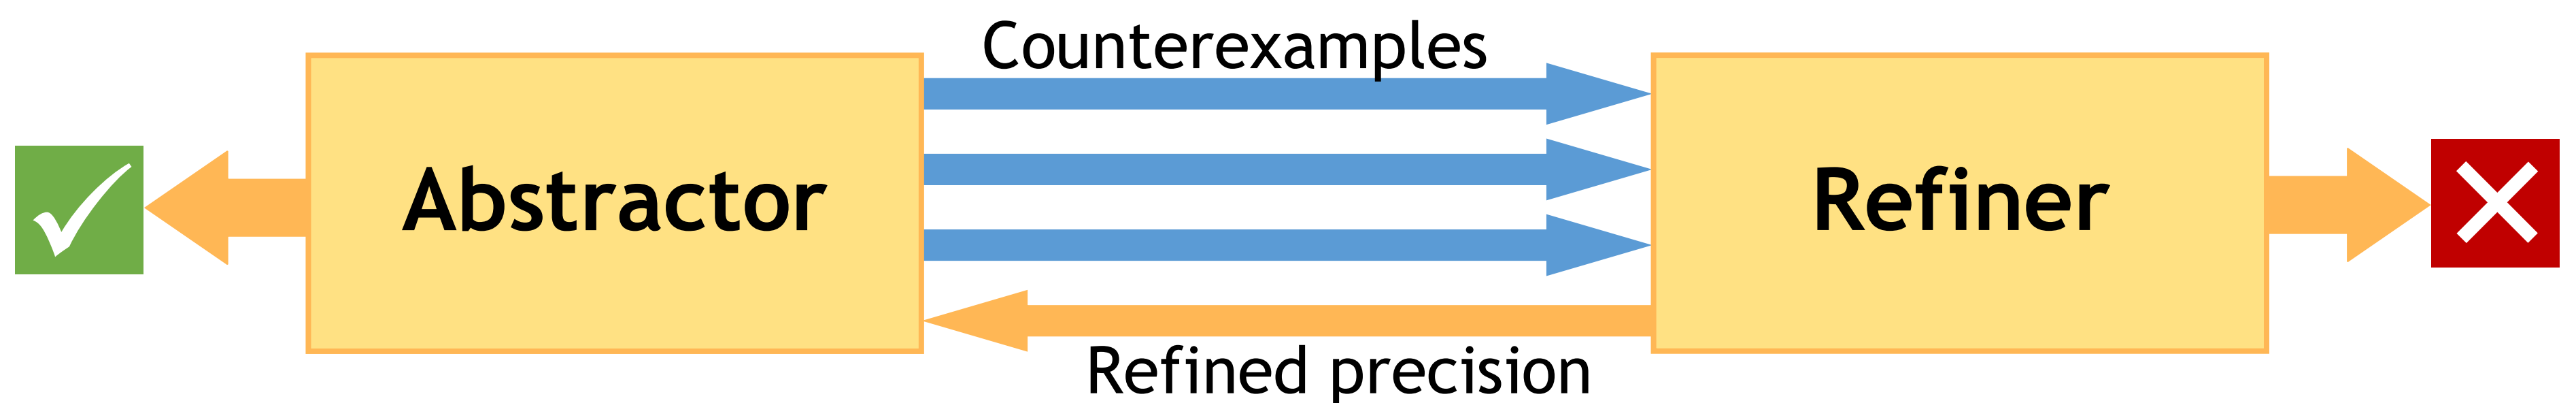 Counterexamples
Abstractor
Refiner
Refined precision